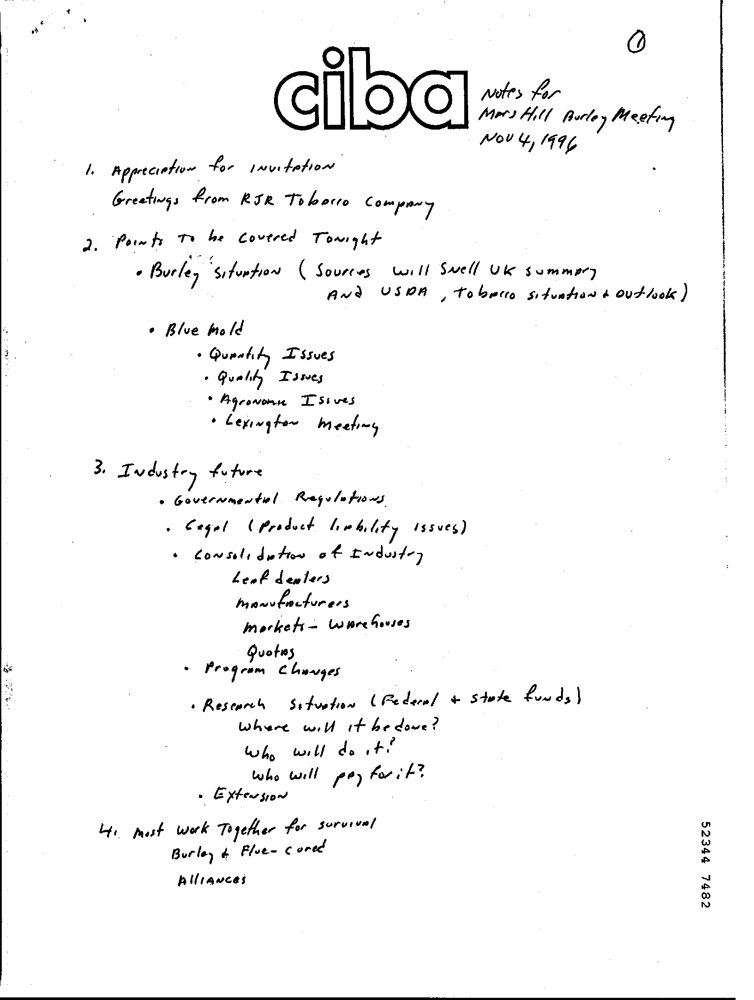 1
ciba
Notes for
Mars Hill Burley Meeting
Nov 4, 1996
1. Appreciation for Invitation
Greetings from RJR Tobacco Company
2. Points To be Covered Tonight
• Burley situation (Sources Will Snell UK summary
And USDA, Tobacco situation + outlook)
• Blue Mold
• Quantity Issues
• Quality Issues
• Agronomic Issues
• Lexington Meeting
3. Industry future
• Governmental Regulations
• Legal (Product liability issues)
• Consolidation of Industry
Leaf dealers
Manufacturers
Markets - Warehouses
Quotas
• Program Changes
• Research Situation (Federal + State funds)
Where will it be done?
Who will do it?
Who will pay for it?
• Extension
4. Must Work Together for survival
Burley & Flue-cured
Alliances
52344 7482